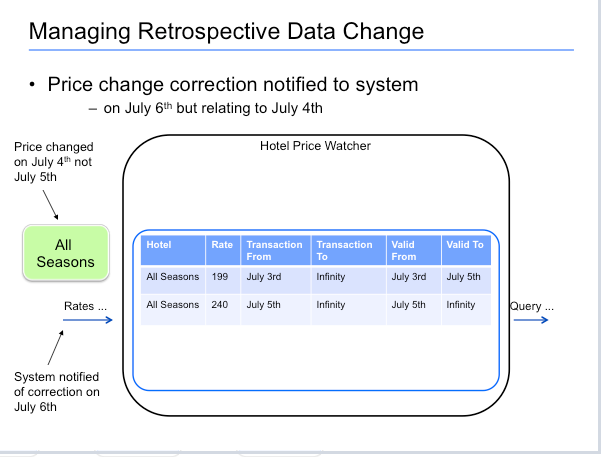 Managing Retrospective Data Change
• Price change correction notified to system
– on July 6th but relating to July 4th
Hotel Price Watcher
Price changed
on July 4th not
July 5th
All
Seasons
Hotel Rate Transaction From Transaction To Valid From Valid To
All Seasons 199 July 3rd Infinity July 3rd July 5th
All Seasons 240 July 5th Infinity July 5th Infinity
Rates ...
Query ...
System notified
of correction on
July 6th